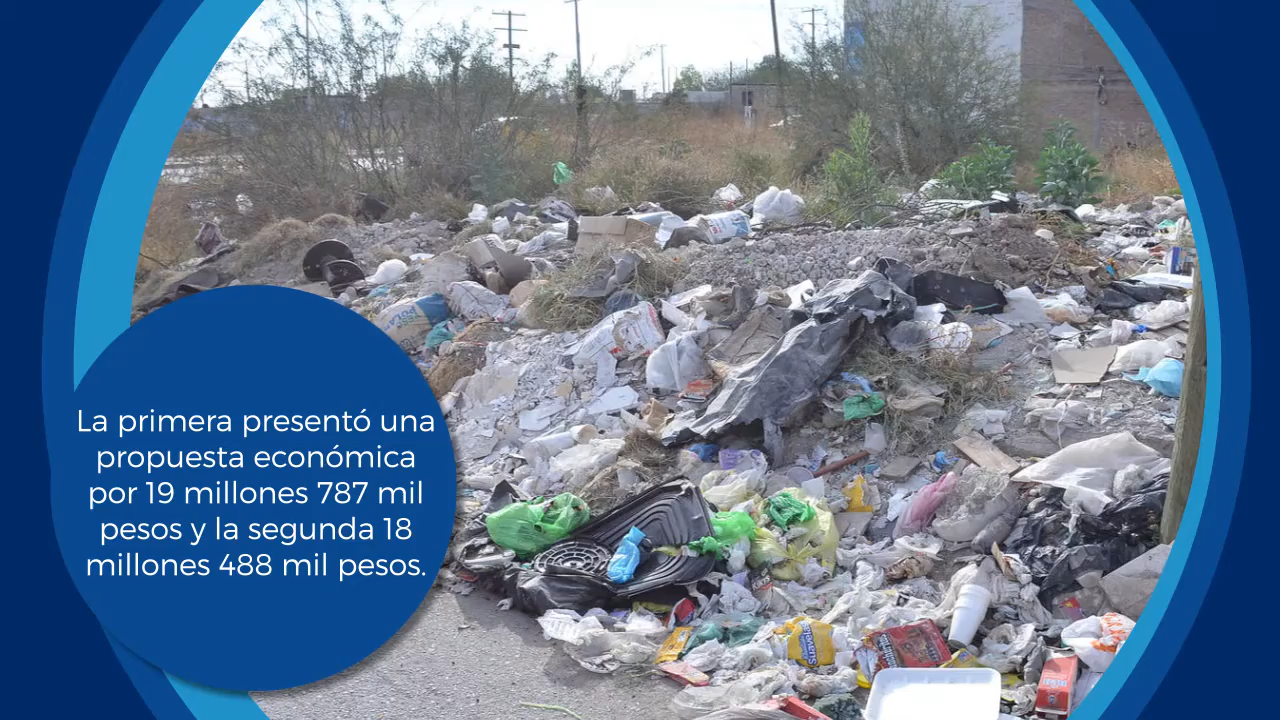 La primera presentó una
propuesta económica
por 19 millones 787 mil
pesos y la segunda 18
millones 488 mil pesos.